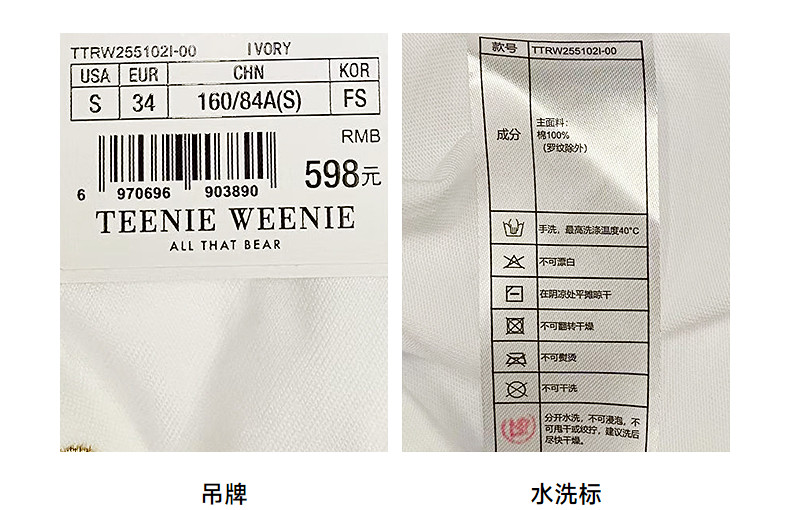 TTRW255102I-00 IVORY
USA EUR CHN KOR
S 34 160/84A(S) FS
RMB
598元
6 970696 903890
TEENIE WEENIE
ALL THAT BEAR
吊牌
款号 TTRW255102I-00
成分
主面料:
棉100%
(罗纹除外)
手洗，最高洗涤温度40°C
不可漂白
在阴凉处平摊晾干
不可翻转干燥
不可熨烫
不可干洗
分开水洗，不可浸泡，不
可甩干或绞拧，建议洗后
尽快干燥。
水洗标